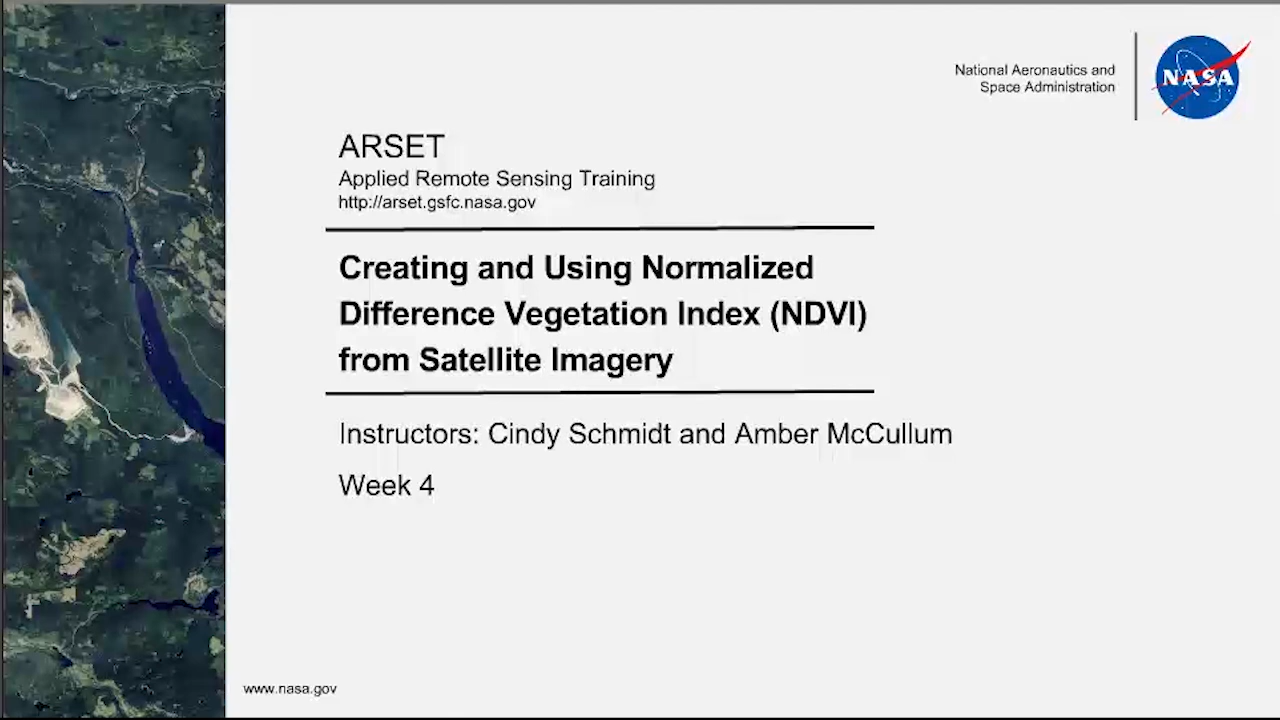 National Aeronautics and
Space Administration
NASA
ARSET
Applied Remote Sensing Training
http://arset.gsfc.nasa.gov
Creating and Using Normalized
Difference Vegetation Index (NDVI)
from Satellite Imagery
Instructors: Cindy Schmidt and Amber McCullum
Week 4
www.nasa.gov